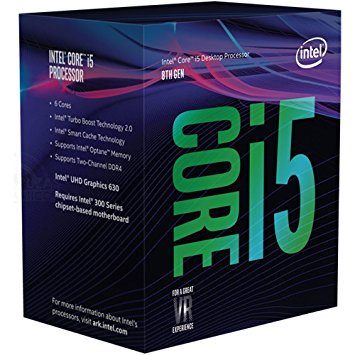 INTEL® CORE™ i5
PROCESSOR
• 6 Cores
• Intel® Turbo Boost Technology 2.0
• Intel® Smart Cache Technology
• Supports Intel® Optane™ Memory
• Supports Two-Channel DDR4
Intel® UHD Graphics 630
Requires Intel® 300 Series
chipset-based motherboard
For more information about Intel's
processors, visit ark.intel.com
Intel® Core™ i5 Desktop Processor
8TH GEN
intel
CORE i5
FOR A GREAT
VR
EXPERIENCE